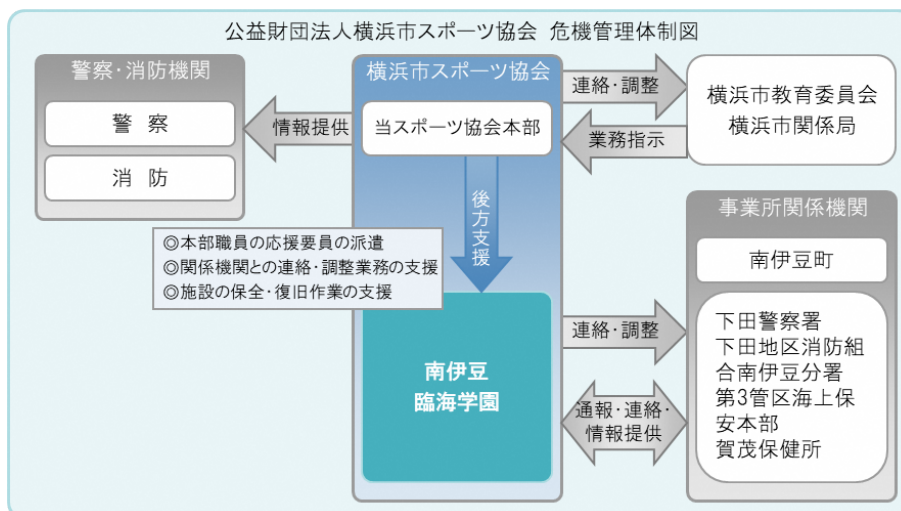 公益財団法人横浜市スポーツ協会 危機管理体制図
警察・消防機関
警 察
消 防
情報提供
横浜市スポーツ協会
当スポーツ協会本部
後方支援
連絡・調整
業務指示
横浜市教育委員会
横浜市関係局
◎本部職員の応援要員の派遣
◎関係機関との連絡・調整業務の支援
◎施設の保全・復旧作業の支援
南伊豆
臨海学園
連絡・調整
通報・連絡・
情報提供
事業所関係機関
南伊豆町
下田警察署
下田地区消防組
合南伊豆分署
第3管区海上保
安本部
賀茂保健所